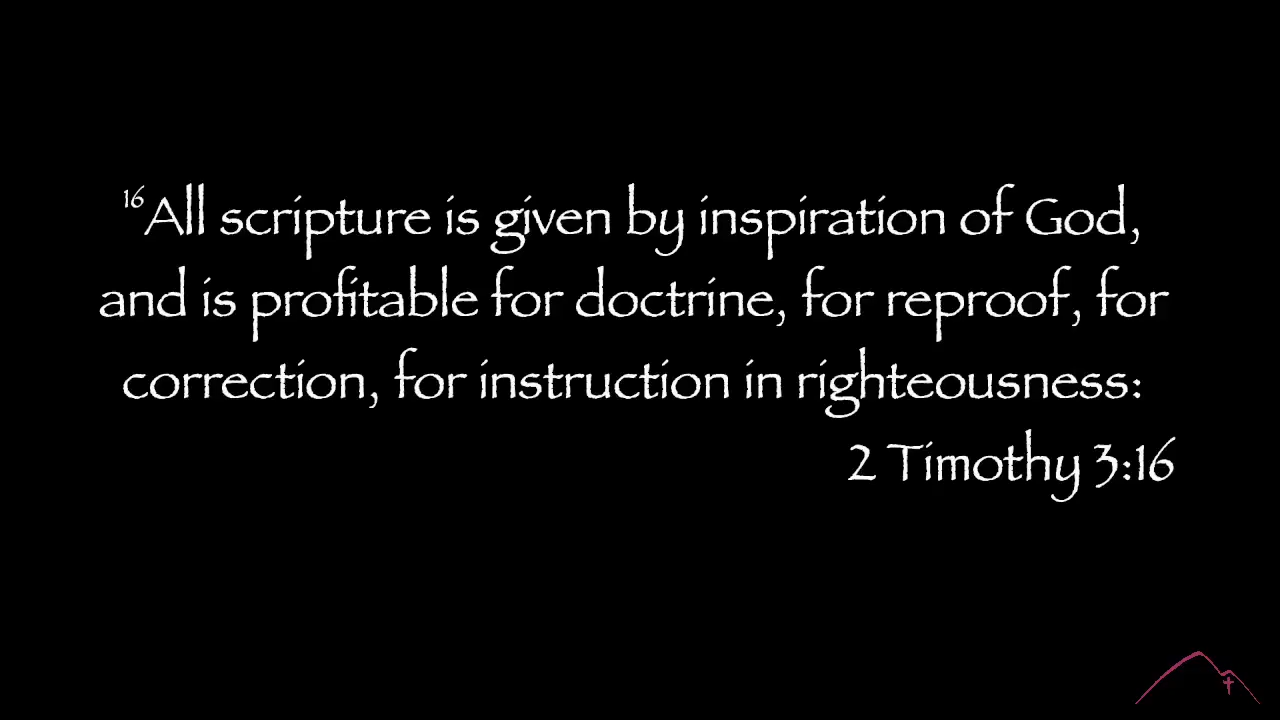 16All scripture is given by inspiration of God,
and is profitable for doctrine, for reproof, for
correction, for instruction in righteousness:
2 Timothy 3:16